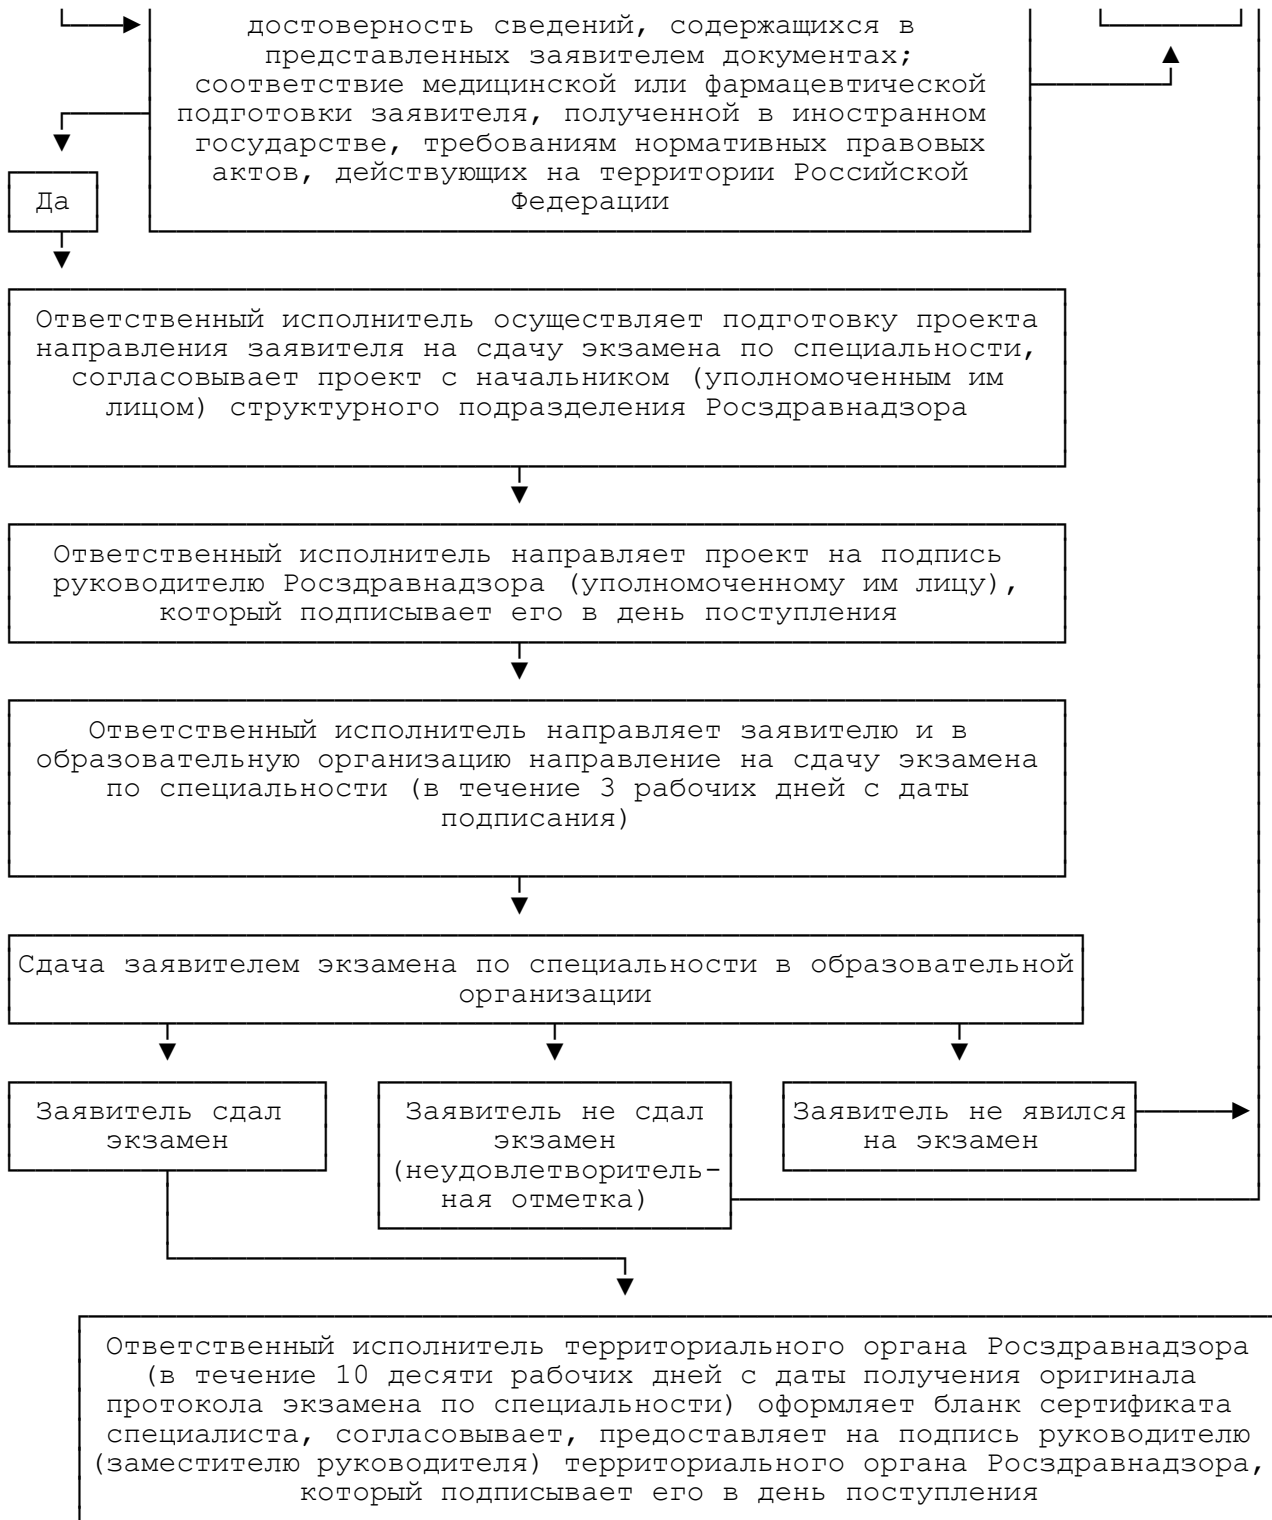 достоверность сведений, содержащихся в
представленных заявителем документах;
соответствие медицинской или фармацевтической
подготовки заявителя, полученной в иностранном
государстве, требованиям нормативных правовых
актов, действующих на территории Российской
Федерации
Да
Ответственный исполнитель осуществляет подготовку проекта
направления заявителя на сдачу экзамена по специальности,
согласовывает проект с начальником (уполномоченным им
лицом) структурного подразделения Росздравнадзора
Ответственный исполнитель направляет проект на подпись
руководителю Росздравнадзора (уполномоченному им лицу),
который подписывает его в день поступления
Ответственный исполнитель направляет заявителю и в
образовательную организацию направление на сдачу экзамена
по специальности (в течение 3 рабочих дней с даты
подписания)
Сдача заявителем экзамена по специальности в образовательной
организации
Заявитель сдал
экзамен
Заявитель не сдал
экзамен
(неудовлетворитель-
ная отметка)
Заявитель не явился
на экзамен
Ответственный исполнитель территориального органа Росздравнадзора
(в течение 10 десяти рабочих дней с даты получения оригинала
протокола экзамена по специальности) оформляет бланк сертификата
специалиста, согласовывает, предоставляет на подпись руководителю
(заместителю руководителя) территориального органа Росздравнадзора,
который подписывает его в день поступления